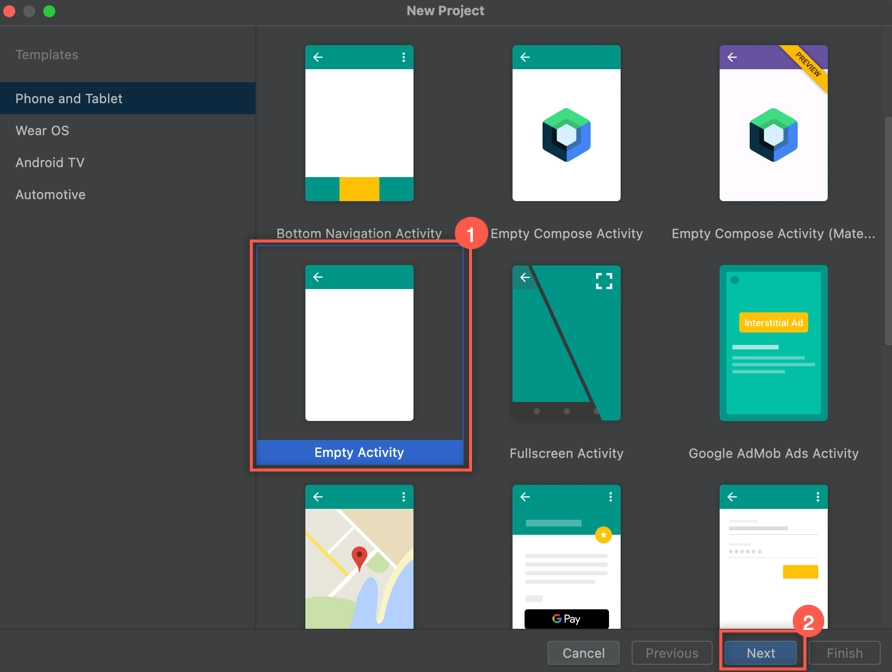 New Project
Templates
Phone and Tablet
Wear OS
Android TV
Automotive
PREVIEW
Bottom Navigation Activity
Empty Compose Activity
Empty Compose Activity (Mate...
1
Interstitial Ad
Empty Activity
Fullscreen Activity
Google AdMob Ads Activity
G Pay
2
Cancel
Previous
Next
Finish